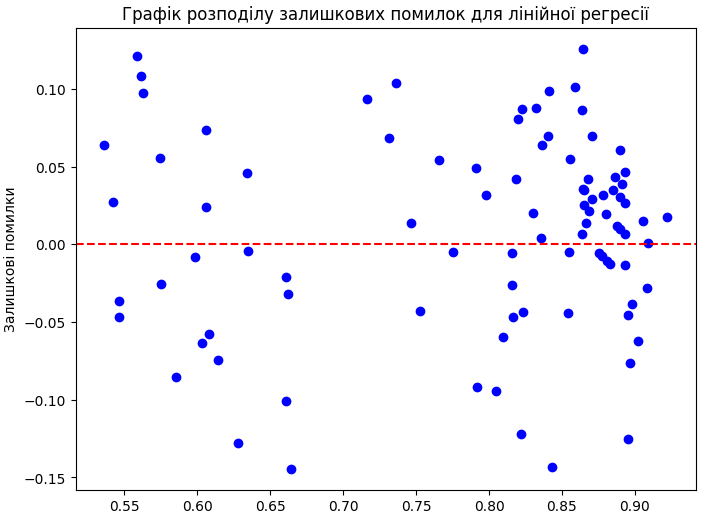 Графік розподілу залишкових помилок для лінійної регресії
Залишкові помилки
0.10
0.05
0.00
−0.05
−0.10
−0.15
0.55 0.60 0.65 0.70 0.75 0.80 0.85 0.90